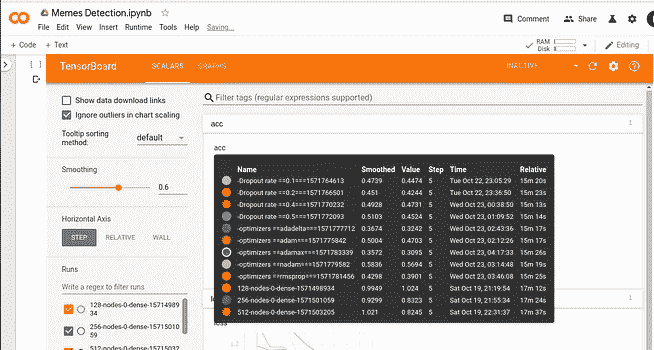 Memes Detection.ipynb
File Edit View Insert Runtime Tools Help Saving...
Comment Share
+ Code + Text
RAM
Disk
Editing
TensorBoard SCALARS GRAPHS INACTIVE
Show data download links
Ignore outliers in chart scaling
Tooltip sorting
method: default
Smoothing
0.6
Horizontal Axis
STEP RELATIVE WALL
Runs
Write a regex to filter runs
128-nodes-0-dense-15714989
34
256-nodes-0-dense-15715010
59
512-nodes-0-dense-15715032
Filter tags (regular expressions supported)
acc 1
acc
Name Smoothed Value Step Time Relative
-Dropout rate ==0.1===1571764613 0.4739 0.4474 5 Tue Oct 22, 23:05:29 15m 20s
-Dropout rate ==0.2===1571766501 0.451 0.4244 5 Tue Oct 22, 23:36:50 15m 23s
-Dropout rate ==0.4===1571770232 0.4928 0.4731 5 Wed Oct 23, 00:38:50 15m 13s
-Dropout rate ==0.5===1571772093 0.5103 0.4524 5 Wed Oct 23, 01:09:52 15m 14s
-optimizers ==adadelta===1571777712 0.3674 0.3242 5 Wed Oct 23, 02:43:36 15m 17s
-optimizers ==adam===1571775842 0.5004 0.4703 5 Wed Oct 23, 02:12:26 15m 17s
-optimizers ==adamax===1571783339 0.3572 0.3095 5 Wed Oct 23, 04:17:33 15m 26s
-optimizers ==nadam===1571779582 0.5836 0.5694 5 Wed Oct 23, 03:14:48 15m 19s
-optimizers ==rmsprop===1571781456 0.4298 0.3901 5 Wed Oct 23, 03:46:08 15m 25s
128-nodes-0-dense-1571498934 0.9949 1.024 5 Sat Oct 19, 21:19:54 17m 12s
256-nodes-0-dense-1571501059 0.9299 0.8323 5 Sat Oct 19, 21:55:34 17m 24s
512-nodes-0-dense-1571503205 1.021 0.8245 5 Sat Oct 19, 22:31:37 17m 37s
1
loss
1.2